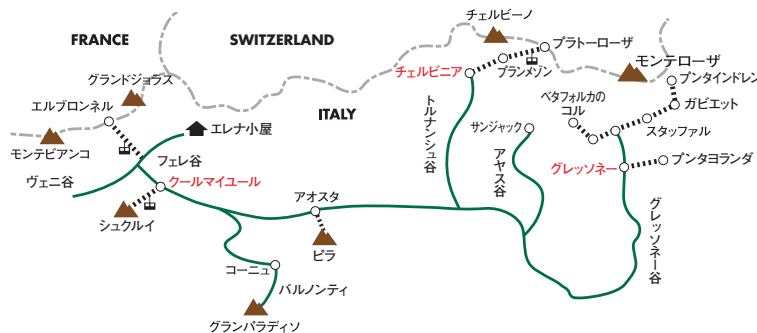 FRANCE
SWITZERLAND
ITALY
チェルビーノ
プラトーローザ
プランメゾン
チェルビニア
モンテローザ
プンタインドレン
ガビエット
ベタフォルカの
コル
スタッファル
グランドジョラス
エルブロンネル
エレナ小屋
モンテビアンコ
フェレ谷
ヴェニ谷
クールマイユール
シュクルイ
トルナンシュ谷
サンジャック
アヤス谷
グレッソネー
プンタヨランダ
グレッソネー谷
アオスタ
ピラ
コーニュ
バルノンティ
グランパラディソ